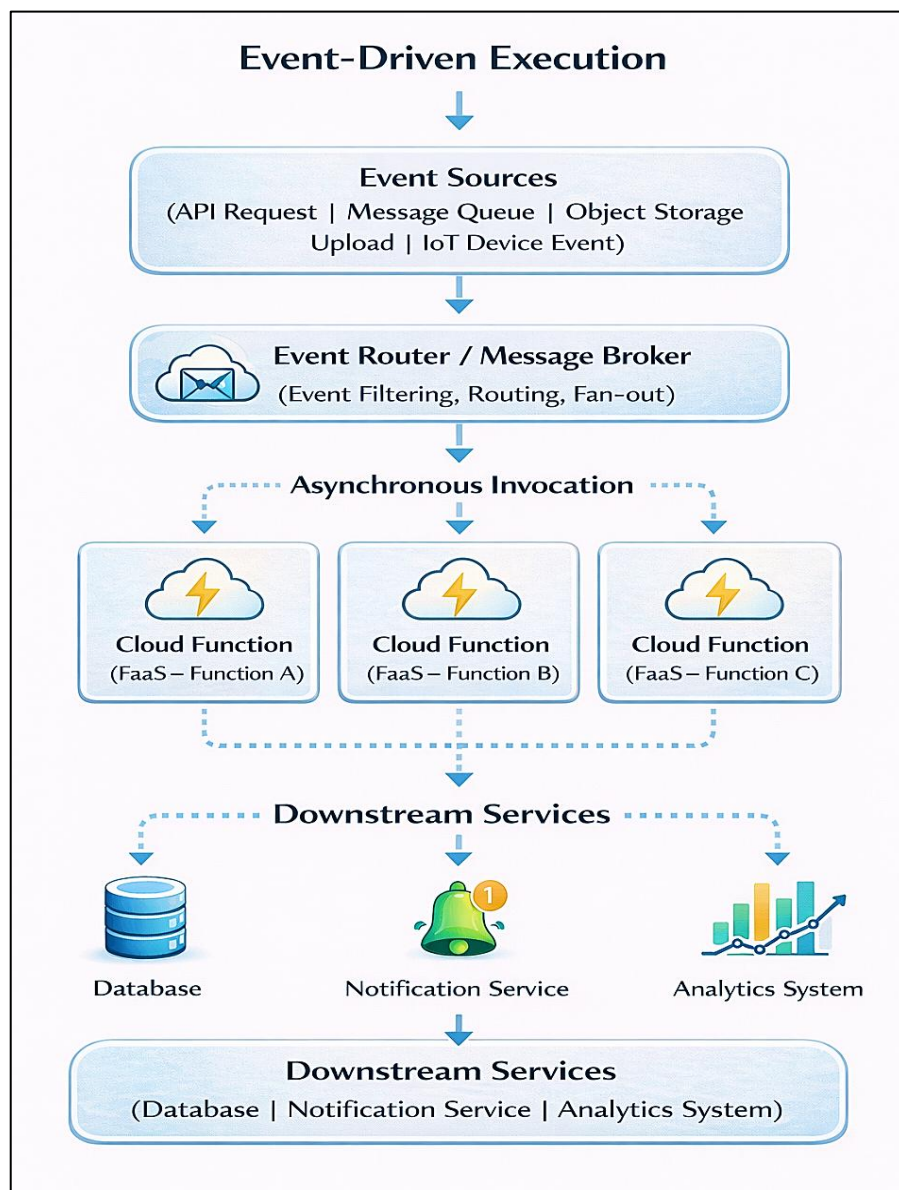 Event-Driven Execution
Event Sources
(API Request | Message Queue | Object Storage
Upload | IoT Device Event)
Event Router / Message Broker
(Event Filtering, Routing, Fan-out)
Asynchronous Invocation
Cloud Function
(FaaS – Function A)
Cloud Function
(FaaS – Function B)
Cloud Function
(FaaS – Function C)
Downstream Services
1
Database
Notification Service
Analytics System
Downstream Services
(Database | Notification Service | Analytics System)